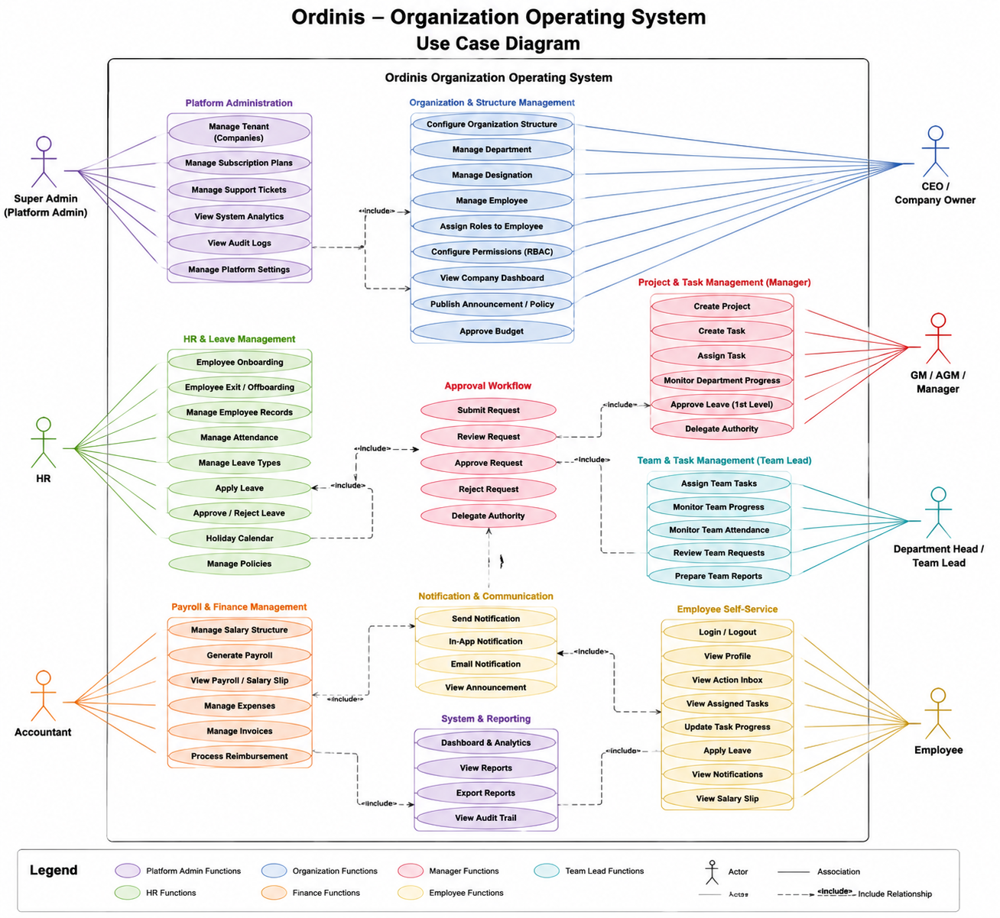 Ordinis – Organization Operating System
Use Case Diagram
Ordinis Organization Operating System
Platform Administration
Manage Tenant
(Companies)
Manage Subscription Plans
Manage Support Tickets
View System Analytics
View Audit Logs
Manage Platform Settings
Super Admin
(Platform Admin)
Organization & Structure Management
Configure Organization Structure
Manage Department
Manage Designation
Manage Employee
Assign Roles to Employee
Configure Permissions (RBAC)
View Company Dashboard
Publish Announcement / Policy
Approve Budget
<include>
CEO /
Company Owner
Project & Task Management (Manager)
Create Project
Create Task
Assign Task
Monitor Department Progress
Approve Leave (1st Level)
Delegate Authority
GM / AGM /
Manager
HR & Leave Management
Employee Onboarding
Employee Exit / Offboarding
Manage Employee Records
Manage Attendance
Manage Leave Types
Apply Leave
Approve / Reject Leave
Holiday Calendar
Manage Policies
HR
<include>
<include>
Approval Workflow
Submit Request
Review Request
Approve Request
Reject Request
Delegate Authority
<include>
<include>
Team & Task Management (Team Lead)
Assign Team Tasks
Monitor Team Progress
Monitor Team Attendance
Review Team Requests
Prepare Team Reports
Department Head /
Team Lead
Payroll & Finance Management
Manage Salary Structure
Generate Payroll
View Payroll / Salary Slip
Manage Expenses
Manage Invoices
Process Reimbursement
Accountant
<include>
<include>
Notification & Communication
Send Notification
In-App Notification
Email Notification
View Announcement
<include>
System & Reporting
Dashboard & Analytics
View Reports
Export Reports
View Audit Trail
<include>
Employee Self-Service
Login / Logout
View Profile
View Action Inbox
View Assigned Tasks
Update Task Progress
Apply Leave
View Notifications
View Salary Slip
Employee
Legend
Platform Admin Functions
Organization Functions
Manager Functions
Team Lead Functions
Actor
Association
HR Functions
Finance Functions
Employee Functions
<include>
Include Relationship